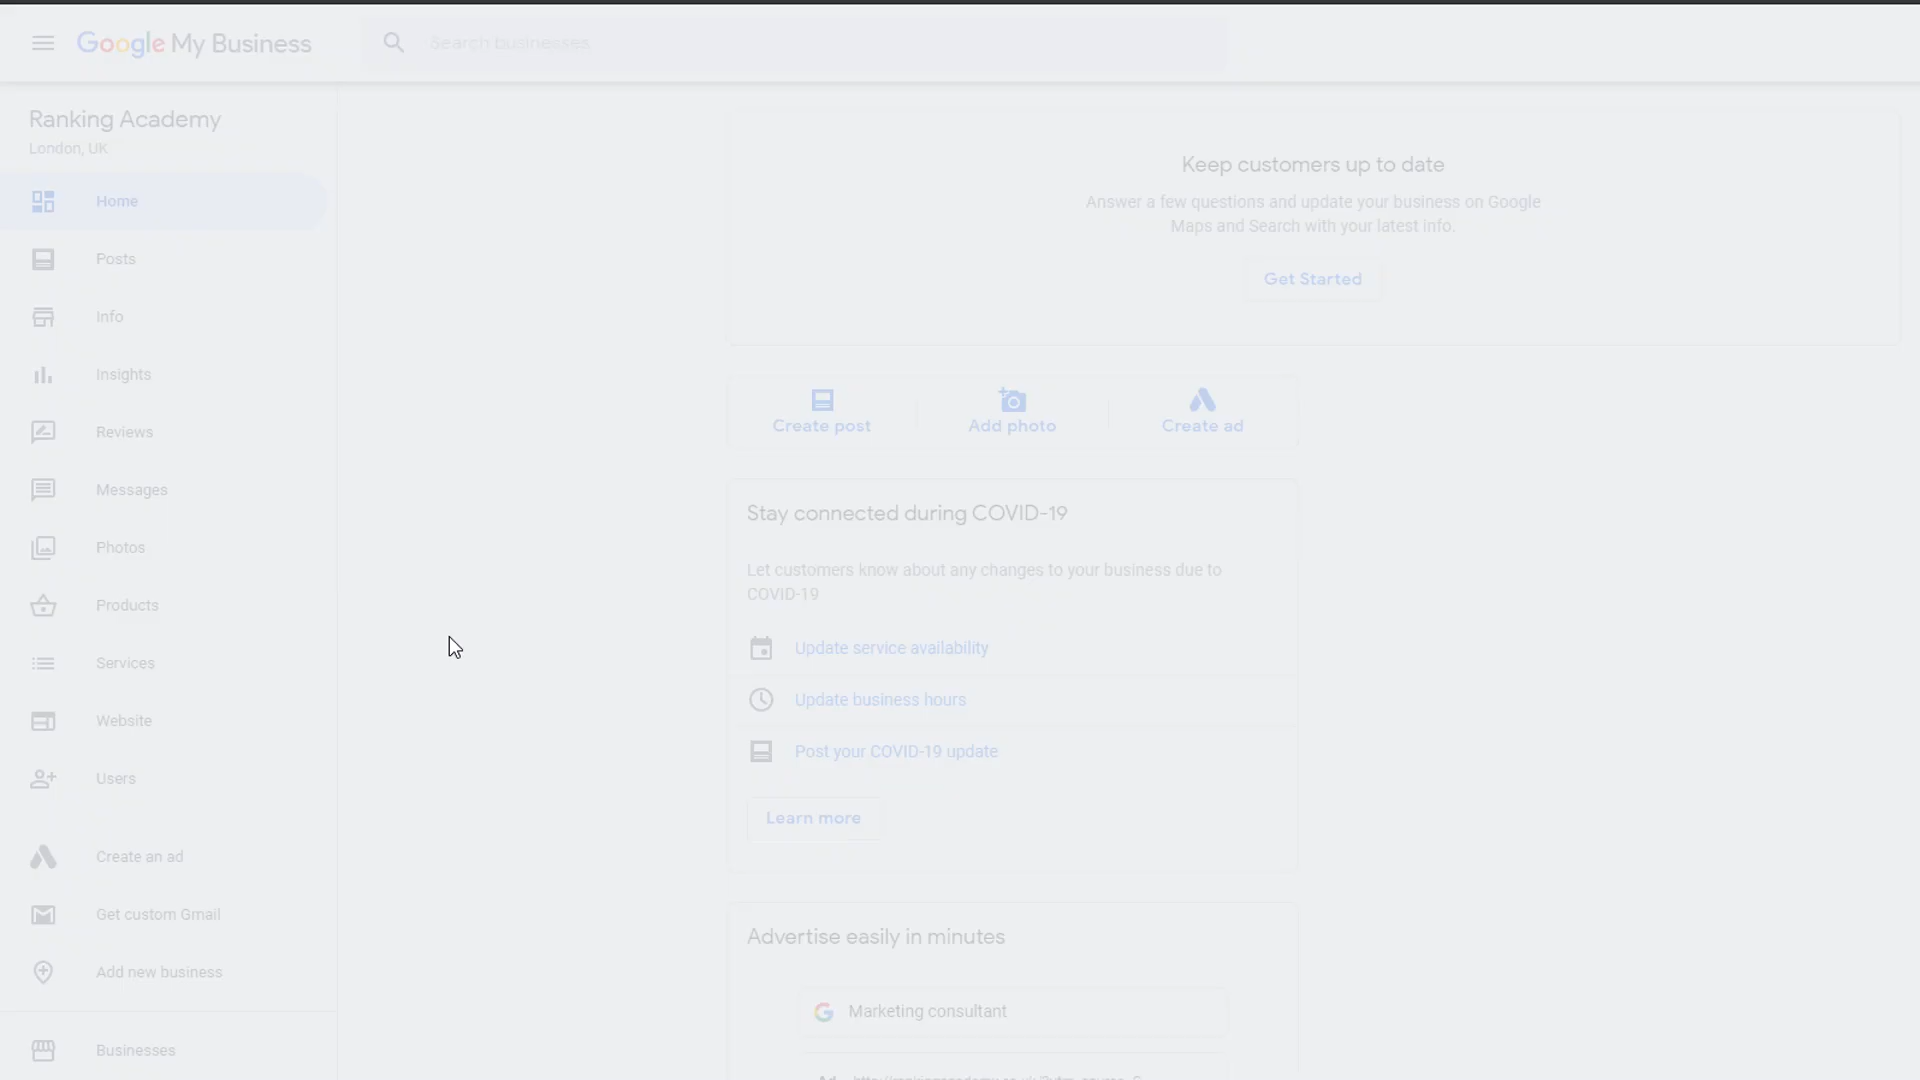 Google My Business
Search businesses
Ranking Academy
London, UK
Home
Posts
Info
Insights
Reviews
Messages
Photos
Products
Services
Website
Users
Create an ad
Get custom Gmail
Add new business
Businesses
Keep customers up to date
Answer a few questions and update your business on Google
Maps and Search with your latest info.
Get Started
Create post
Add photo
Create ad
Stay connected during COVID-19
Let customers know about any changes to your business due to
COVID-19
Update service availability
Update business hours
Post your COVID-19 update
Learn more
Advertise easily in minutes
Marketing consultant
Ad